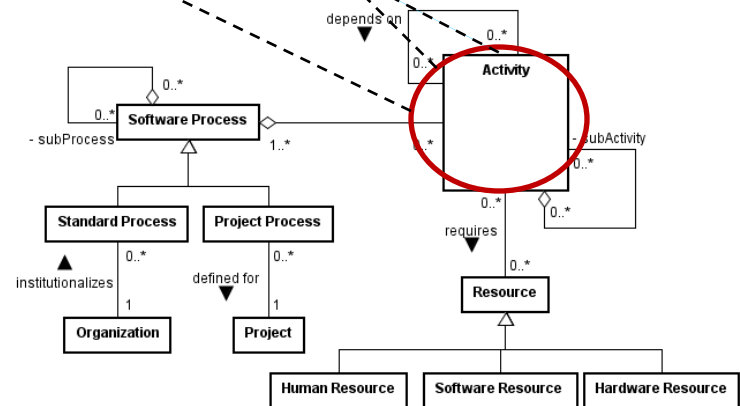 depends on
0..*
0..*
Activity
0..*
0..*
Software Process
- subProcess
1..*
0..*
- subActivity
0..*
0..*
0..*
Standard Process
Project Process
requires
0..*
0..*
0..*
institutionalizes
defined for
1
1
Resource
Organization
Project
Human Resource
Software Resource
Hardware Resource